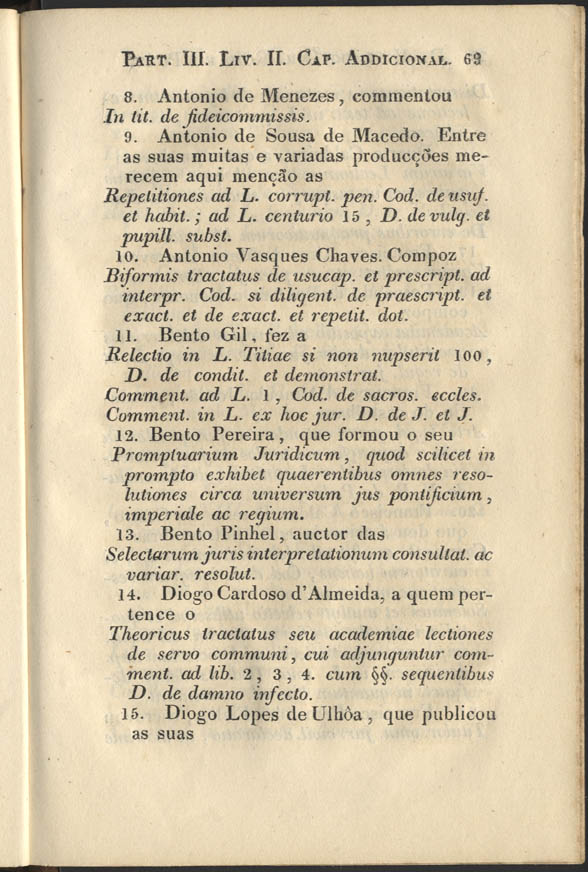 PART. III. LIV. II. CAP. ADDICIONAL. 69
8. Antonio de Menezes, commentou
In tit. de fideicommissis.
9. Antonio de Sousa de Macedo. Entre
as suas muitas e variadas producções me-
recem aqui menção as
Repetitiones ad L. corrupt. pen. Cod. de usuf.
et habit.; ad L. centurio 15, D. de vulg. et
pupill. subst.
10. Antonio Vasques Chaves. Compoz
Biformis tractatus de usucap. et prescript. ad
interpr. Cod. si diligent. de praescript. et
exact. et de exact. et repetit. dot.
11. Bento Gil, fez a
Relectio in L. Titiae si non nupserit 100,
D. de condit. et demonstrat.
Comment. ad L. 1, Cod. de sacros. eccles.
Comment. in L. ex hoc jur. D. de J. et J.
12. Bento Pereira, que formou o seu
Promptuarium Juridicum, quod scilicet in
prompto exhibet quaerentibus omnes reso-
lutiones circa universum jus pontificium,
imperiale ac regium.
13. Bento Pinhel, auctor das
Selectarum juris interpretationum consultat. ac
variar. resolut.
14. Diogo Cardoso d'Almeida, a quem per-
tence o
Theoricus tractatus seu academiae lectiones
de servo communi, cui adjunguntur com-
ment. ad lib. 2, 3, 4. cum §§. sequentibus
D. de damno infecto.
15. Diogo Lopes de Ulhôa, que publicou
as suas